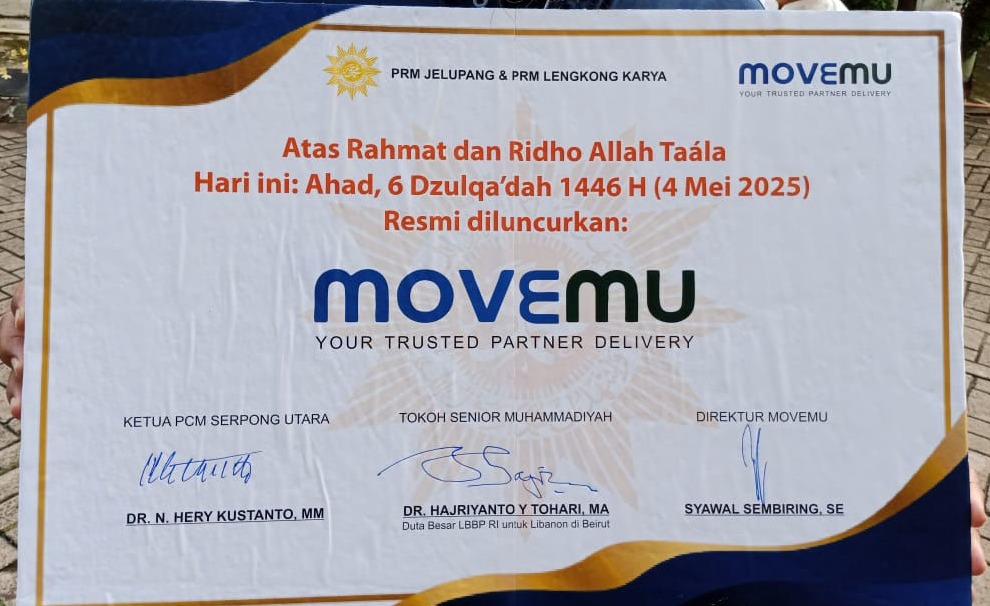 PRM JELUPANG & PRM LENGKONG KARYA
MOVEMU
YOUR TRUSTED PARTNER DELIVERY
Atas Rahmat dan Ridho Allah Taála
Hari ini: Ahad, 6 Dzulqa’dah 1446 H (4 Mei 2025)
Resmi diluncurkan:
MOVEMU
YOUR TRUSTED PARTNER DELIVERY
KETUA PCM SERPONG UTARA
DR. N. HERY KUSTANTO, MM
TOKOH SENIOR MUHAMMADIYAH
DR. HAJRIYANTO Y TOHARI, MA
Duta Besar LBBP RI untuk Libanon di Beirut
DIREKTUR MOVEMU
SYAWAL SEMBIRING, SE